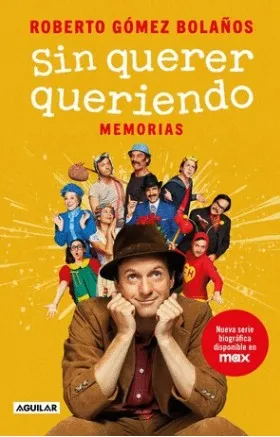 ROBERTO GÓMEZ BOLAÑOS
Sin querer
queriendo
MEMORIAS
Nueva serie
biográfica
disponible en
max
AGUILAR